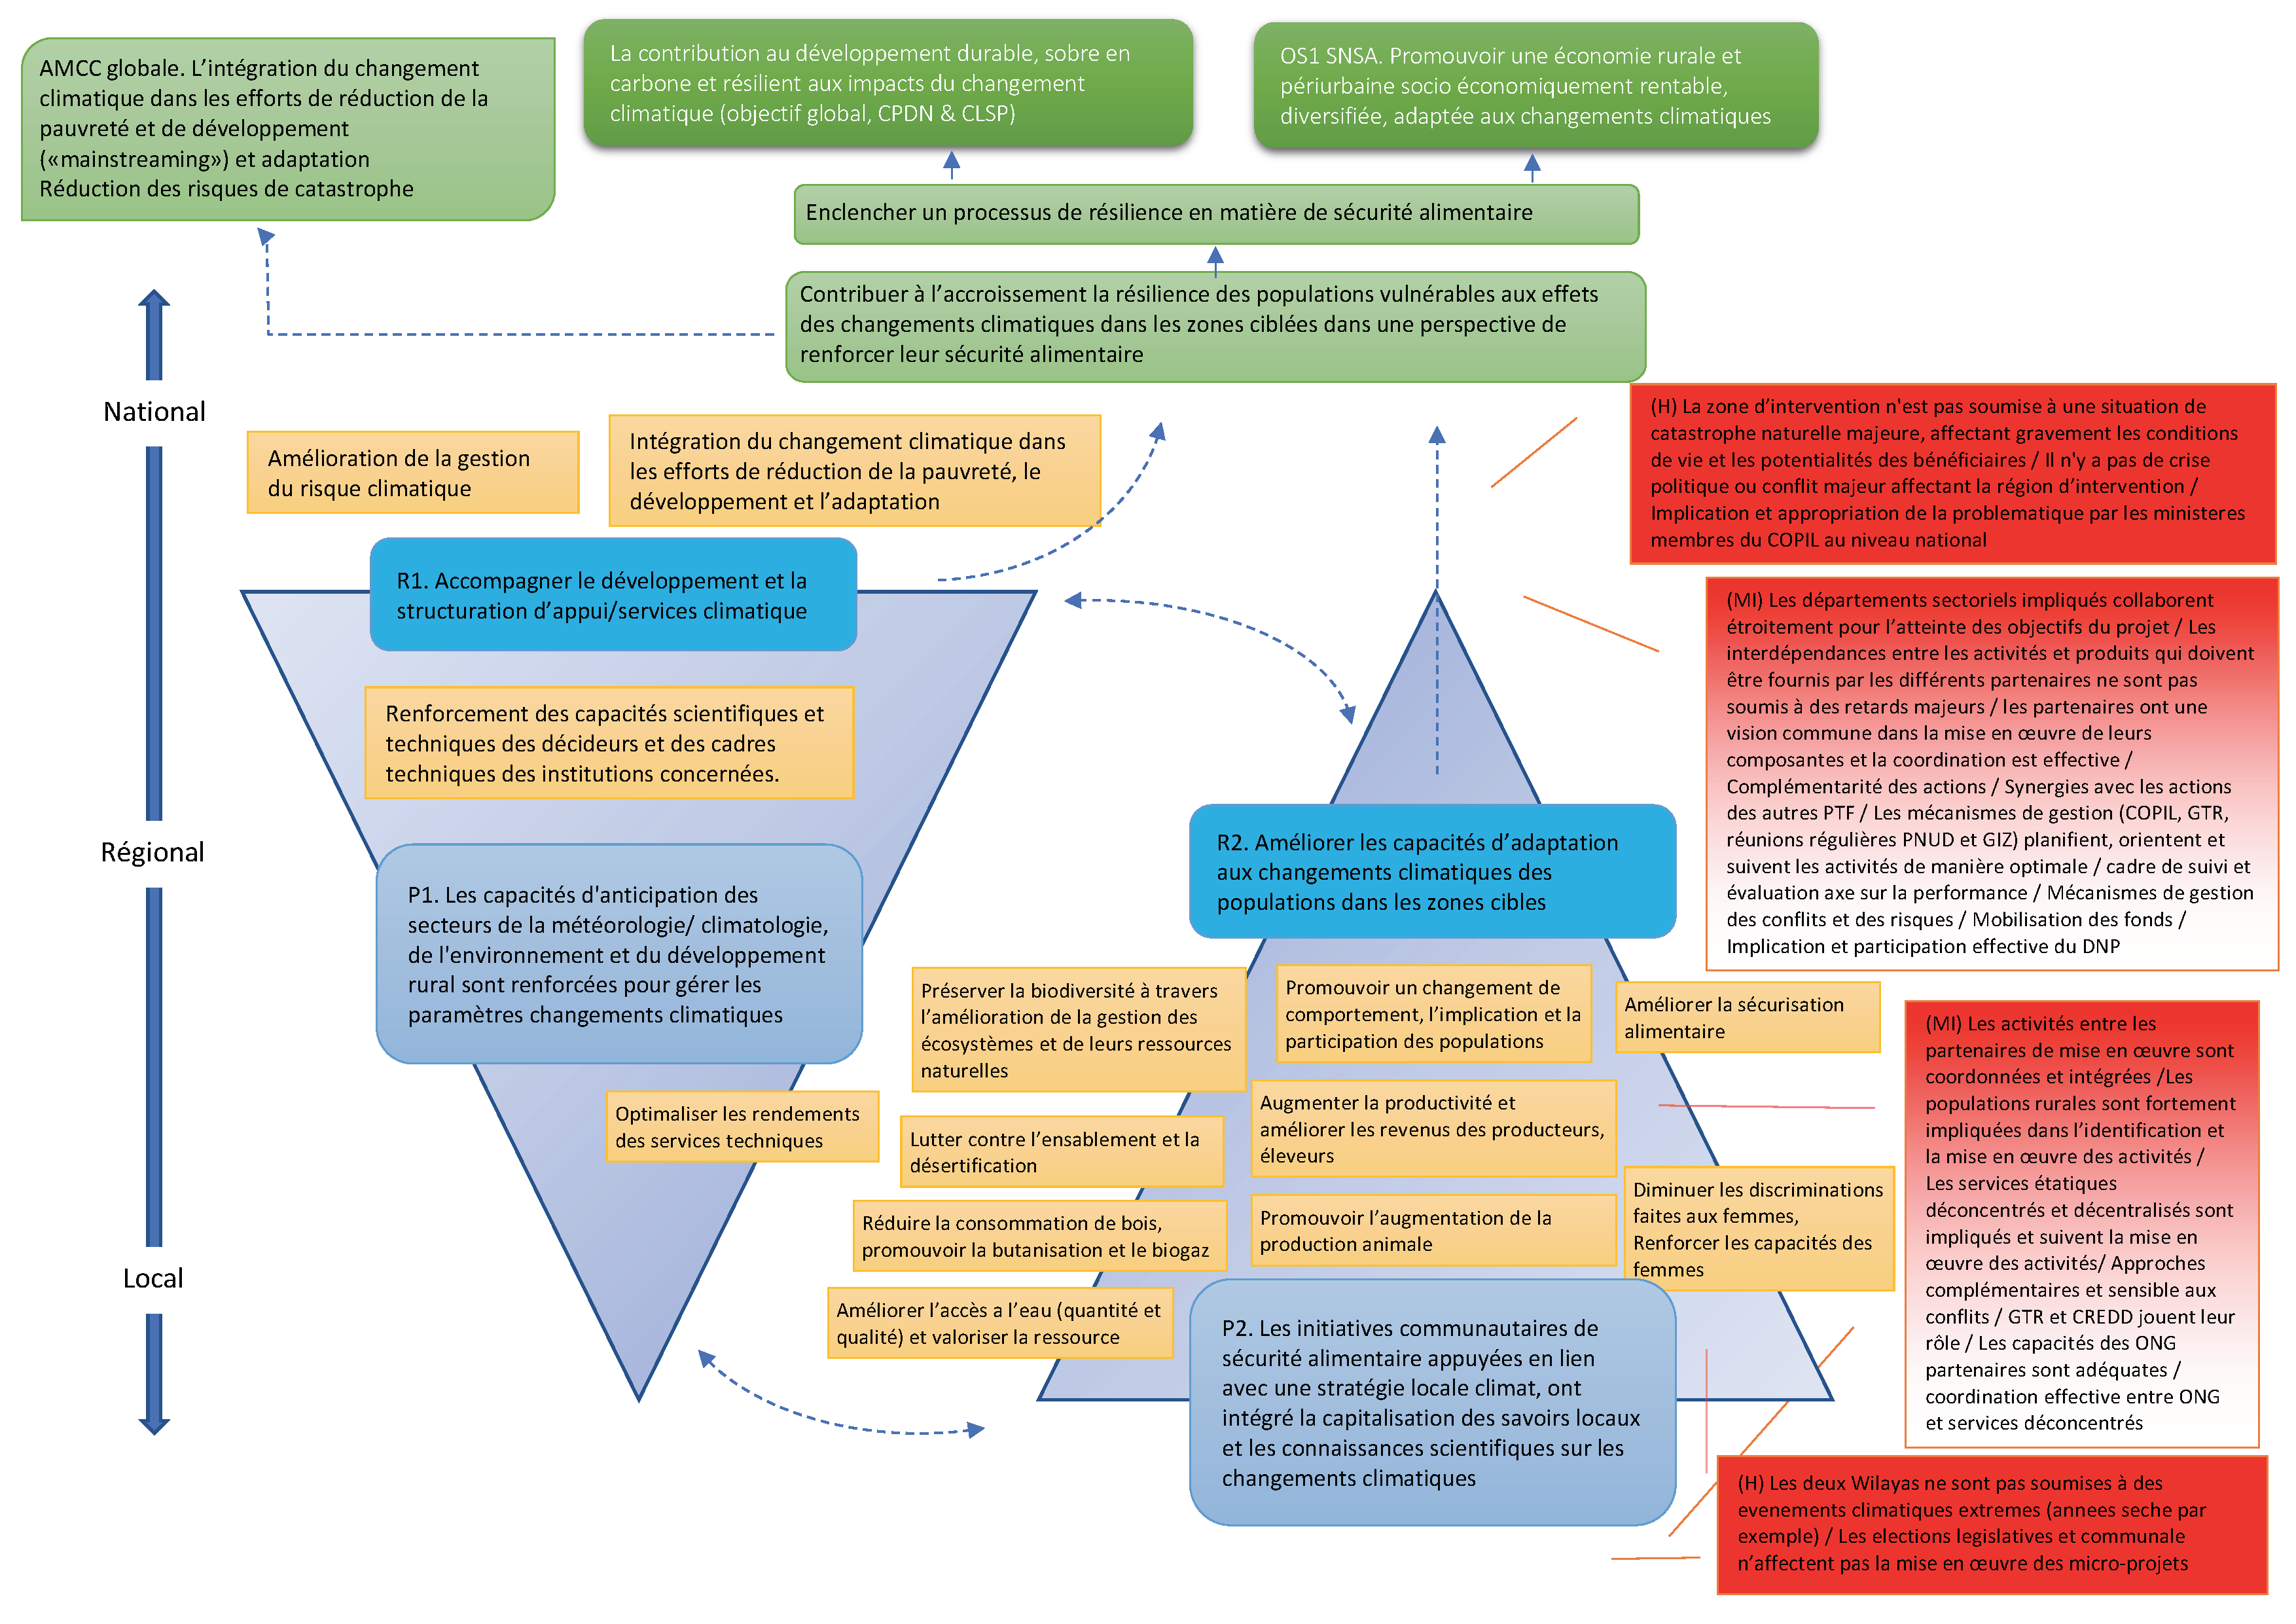 AMCC globale. L’intégration du changement
climatique dans les efforts de réduction de la
pauvreté et de développement
(«mainstreaming») et adaptation
Réduction des risques de catastrophe
La contribution au développement durable, sobre en
carbone et résilient aux impacts du changement
climatique (objectif global, CPDN & CLSP)
OS1 SNSA. Promouvoir une économie rurale et
périurbaine socio économiquement rentable,
diversifiée, adaptée aux changements climatiques
Enclencher un processus de résilience en matière de sécurité alimentaire
Contribuer à l’accroissement la résilience des populations vulnérables aux effets
des changements climatiques dans les zones ciblées dans une perspective de
renforcer leur sécurité alimentaire
National
Régional
Local
Amélioration de la gestion
du risque climatique
Intégration du changement climatique dans
les efforts de réduction de la pauvreté, le
développement et l’adaptation
R1. Accompagner le développement et la
structuration d’appui/services climatique
Renforcement des capacités scientifiques et
techniques des décideurs et des cadres
techniques des institutions concernées.
P1. Les capacités d'anticipation des
secteurs de la météorologie/ climatologie,
de l'environnement et du développement
rural sont renforcées pour gérer les
paramètres changements climatiques
Optimaliser les rendements
des services techniques
R2. Améliorer les capacités d’adaptation
aux changements climatiques des
populations dans les zones cibles
Préserver la biodiversité à travers
l’amélioration de la gestion des
écosystèmes et de leurs ressources
naturelles
Promouvoir un changement de
comportement, l’implication et la
participation des populations
Améliorer la sécurisation
alimentaire
Lutter contre l’ensablement et la
désertification
Augmenter la productivité et
améliorer les revenus des producteurs,
éleveurs
Réduire la consommation de bois,
promouvoir la butanisation et le biogaz
Promouvoir l’augmentation de la
production animale
Diminuer les discriminations
faites aux femmes,
Renforcer les capacités des
femmes
Améliorer l’accès a l’eau (quantité et
qualité) et valoriser la ressource
P2. Les initiatives communautaires de
sécurité alimentaire appuyées en lien
avec une stratégie locale climat, ont
intégré la capitalisation des savoirs locaux
et les connaissances scientifiques sur les
changements climatiques
(H) La zone d’intervention n'est pas soumise à une situation de
catastrophe naturelle majeure, affectant gravement les conditions
de vie et les potentialités des bénéficiaires / Il n'y a pas de crise
politique ou conflit majeur affectant la région d’intervention /
Implication et appropriation de la problematique par les ministeres
membres du COPIL au niveau national
(MI) Les départements sectoriels impliqués collaborent
étroitement pour l’atteinte des objectifs du projet / Les
interdépendances entre les activités et produits qui doivent
être fournis par les différents partenaires ne sont pas
soumis à des retards majeurs / les partenaires ont une
vision commune dans la mise en œuvre de leurs
composantes et la coordination est effective /
Complémentarité des actions / Synergies avec les actions
des autres PTF / Les mécanismes de gestion (COPIL, GTR,
réunions régulières PNUD et GIZ) planifient, orientent et
suivent les activités de manière optimale / cadre de suivi et
évaluation axe sur la performance / Mécanismes de gestion
des conflits et des risques / Mobilisation des fonds /
Implication et participation effective du DNP
(MI) Les activités entre les
partenaires de mise en œuvre sont
coordonnées et intégrées /Les
populations rurales sont fortement
impliquées dans l’identification et
la mise en œuvre des activités /
Les services étatiques
déconcentrés et décentralisés sont
impliqués et suivent la mise en
œuvre des activités/ Approches
complémentaires et sensible aux
conflits / GTR et CREDD jouent leur
rôle / Les capacités des ONG
partenaires sont adéquates /
coordination effective entre ONG
et services déconcentrés
(H) Les deux Wilayas ne sont pas soumises à des
evenements climatiques extremes (annees seche par
exemple) / Les elections legislatives et communale
n’affectent pas la mise en œuvre des micro-projets